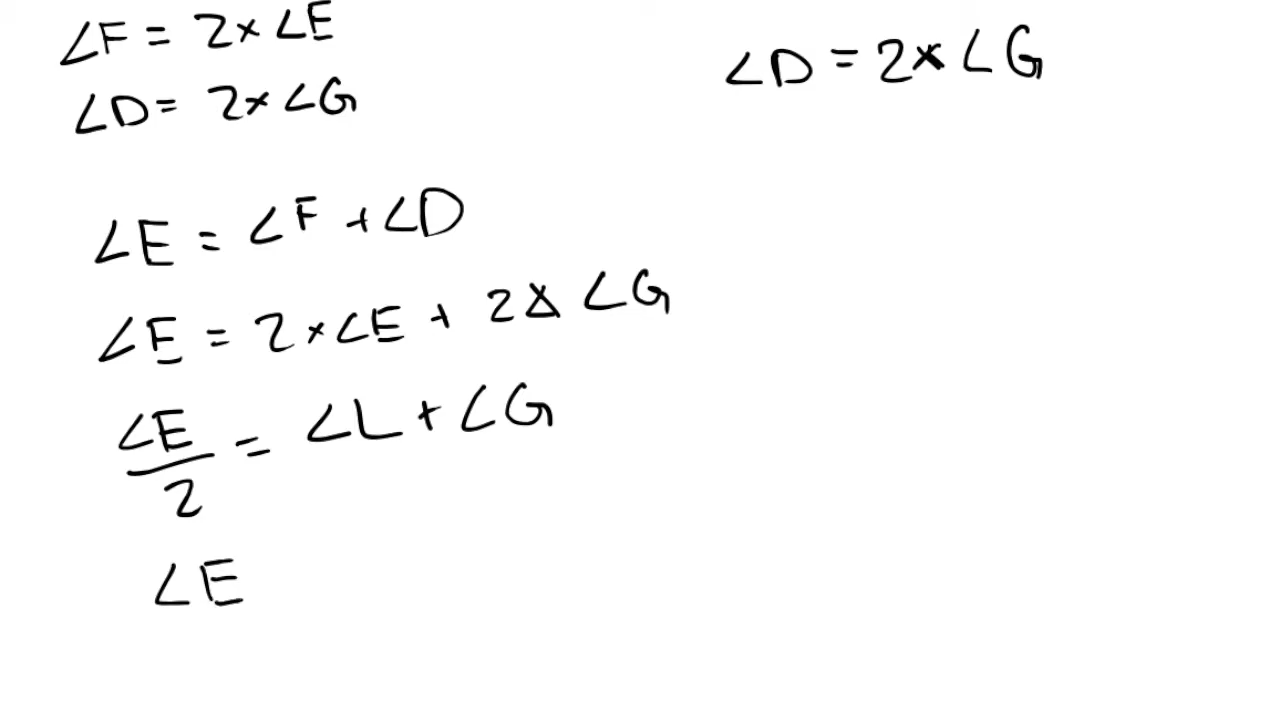 ∠F = 2×∠E
∠D = 2×∠G
∠E = ∠F + ∠D
∠E = 2×∠E + 2×∠G
∠E/2 = ∠L + ∠G
∠E
∠D = 2×∠G